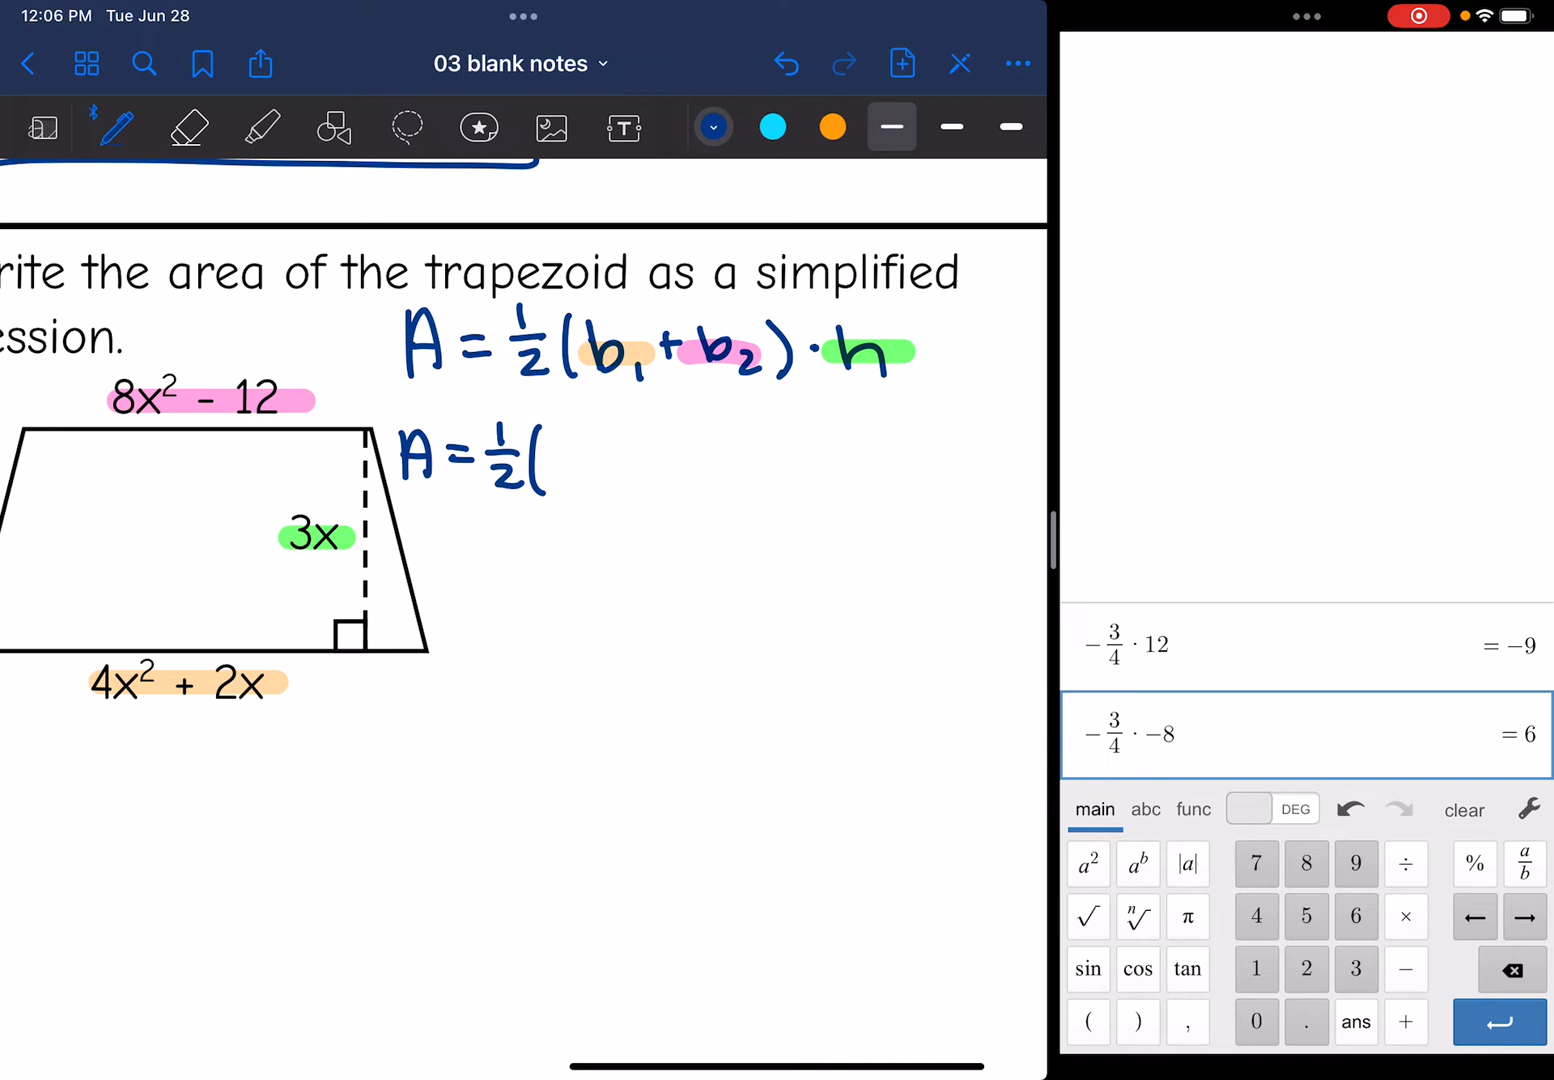 12:06 PM Tue Jun 28
03 blank notes
T
rite the area of the trapezoid as a simplified
ession.
A = 1/2 (b₁ + b₂) · h
8x² - 12
A = 1/2 (
3x
4x² + 2x
-3/4 · 12 = -9
-3/4 · -8 = 6
main abc func DEG clear
a² aᵇ |a| 7 8 9 ÷ % a/b
√ ⁿ√ π 4 5 6 × ← →
sin cos tan 1 2 3 −
( ) , 0 . ans +